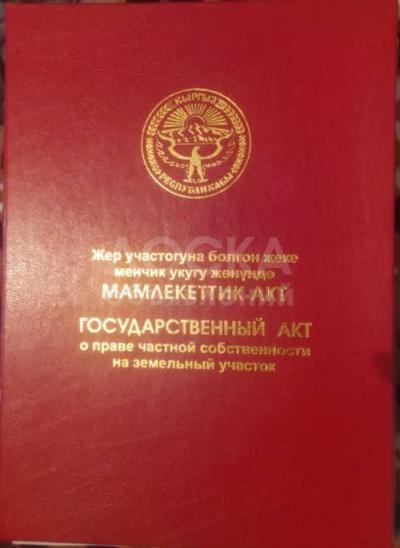 КЫРГЫЗ
РЕСПУБЛИКАСЫ
Жер участогуна болгон жеке
менчик укугу жөнүндө
МАМЛЕКЕТТИК АКТ
ГОСУДАРСТВЕННЫЙ АКТ
о праве частной собственности
на земельный участок
ДОСКА